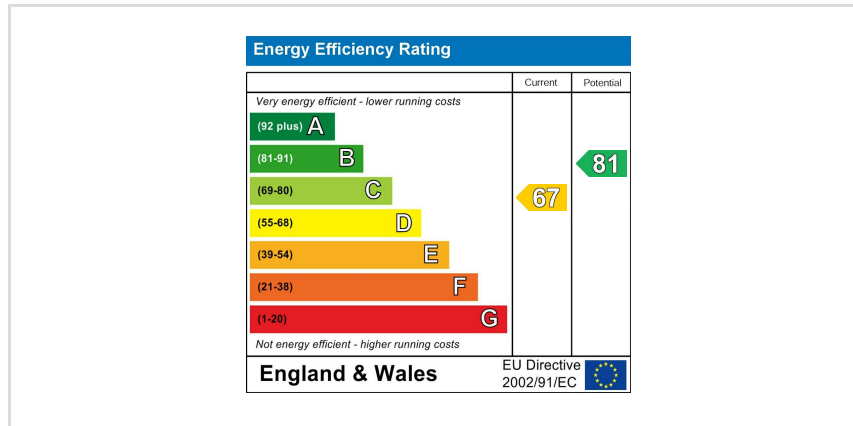 Energy Efficiency Rating
Current Potential
Very energy efficient - lower running costs
(92 plus) A
(81-91) B
81
(69-80) C
67
(55-68) D
(39-54) E
(21-38) F
(1-20) G
Not energy efficient - higher running costs
England & Wales
EU Directive
2002/91/EC